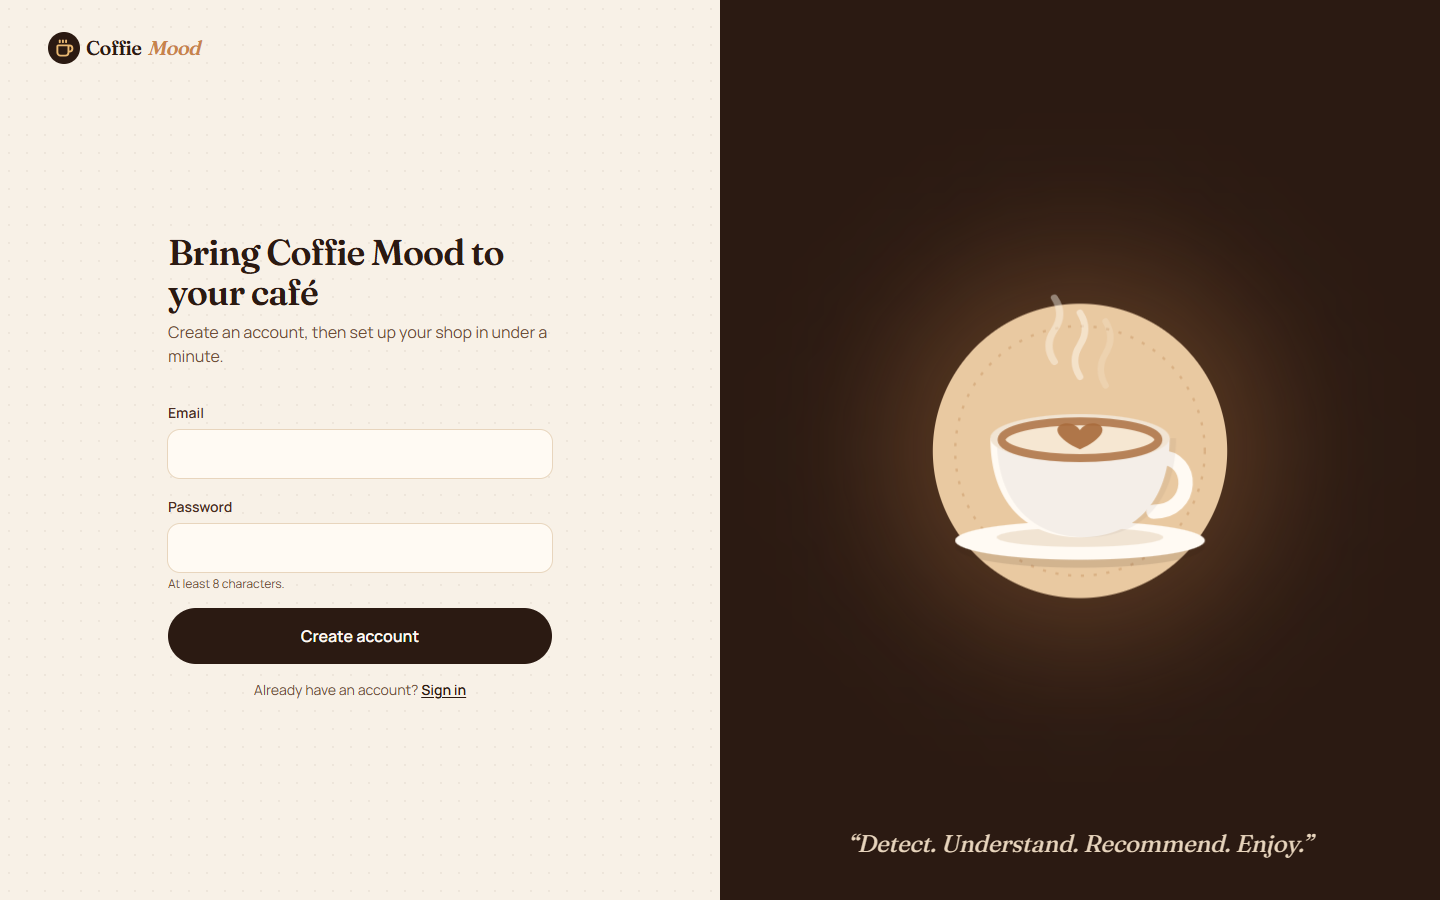 Coffie Mood
Bring Coffie Mood to
your café
Create an account, then set up your shop in under a
minute.
Email
Password
At least 8 characters.
Create account
Already have an account? Sign in
“Detect. Understand. Recommend. Enjoy.”